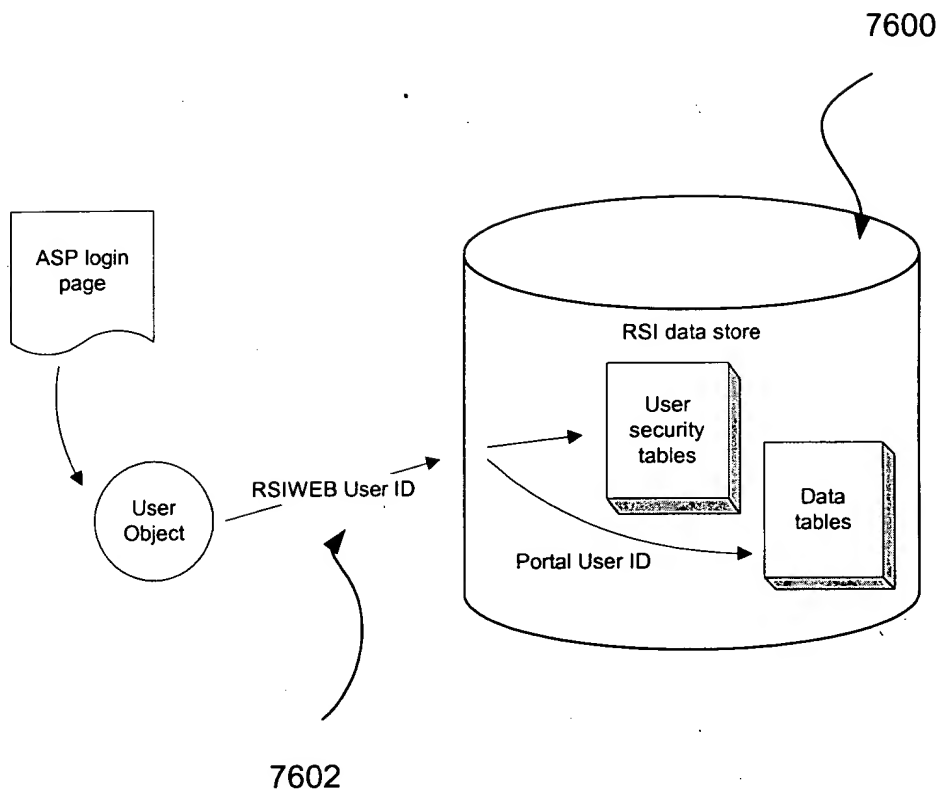 7600
ASP login
page
RSI data store
User
security
tables
RSIWEB User ID
User
Object
Data
tables
Portal User ID
7602